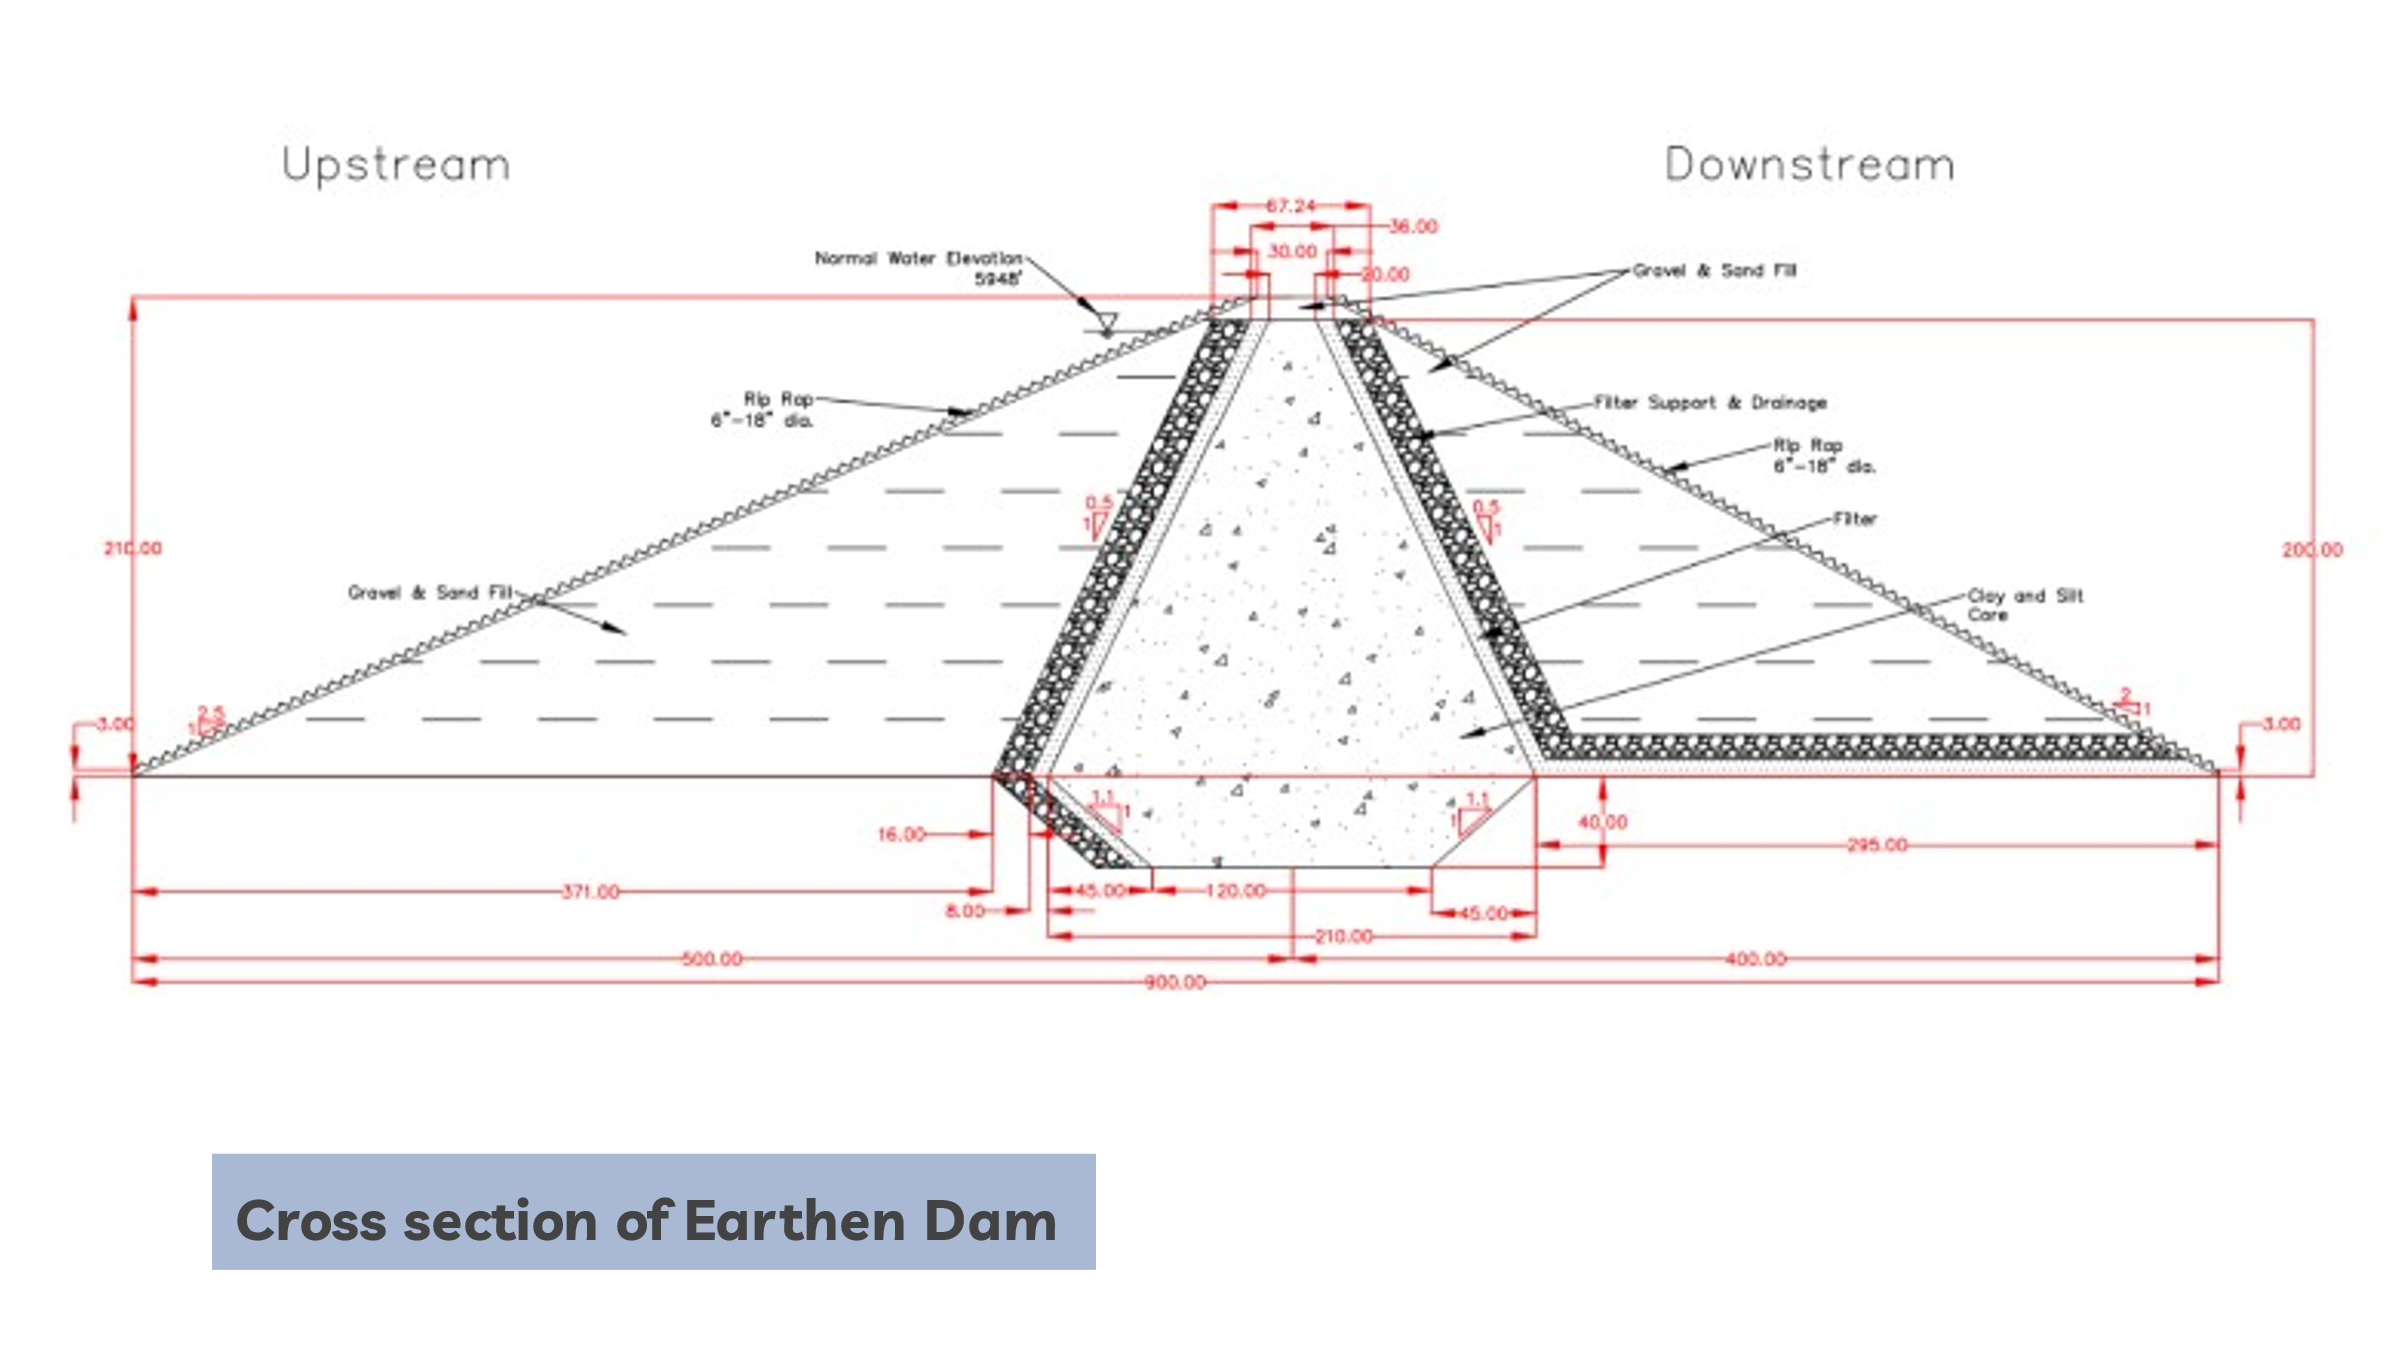 Upstream
Downstream
67.24
36.00
Normal Water Elevation
5948'
30.00
20.00
Gravel & Sand Fill
Rip Rap
6"-18" dia.
Filter Support & Drainage
Rip Rap
6"-18" dia.
0.5
1
0.5
1
Filter
210.00
200.00
Gravel & Sand Fill
Clay and Silt
Core
2.5
1
3.00
2
1
3.00
1.1
1
1.1
1
16.00
40.00
295.00
371.00
45.00
120.00
8.00
45.00
210.00
500.00
400.00
900.00
Cross section of Earthen Dam